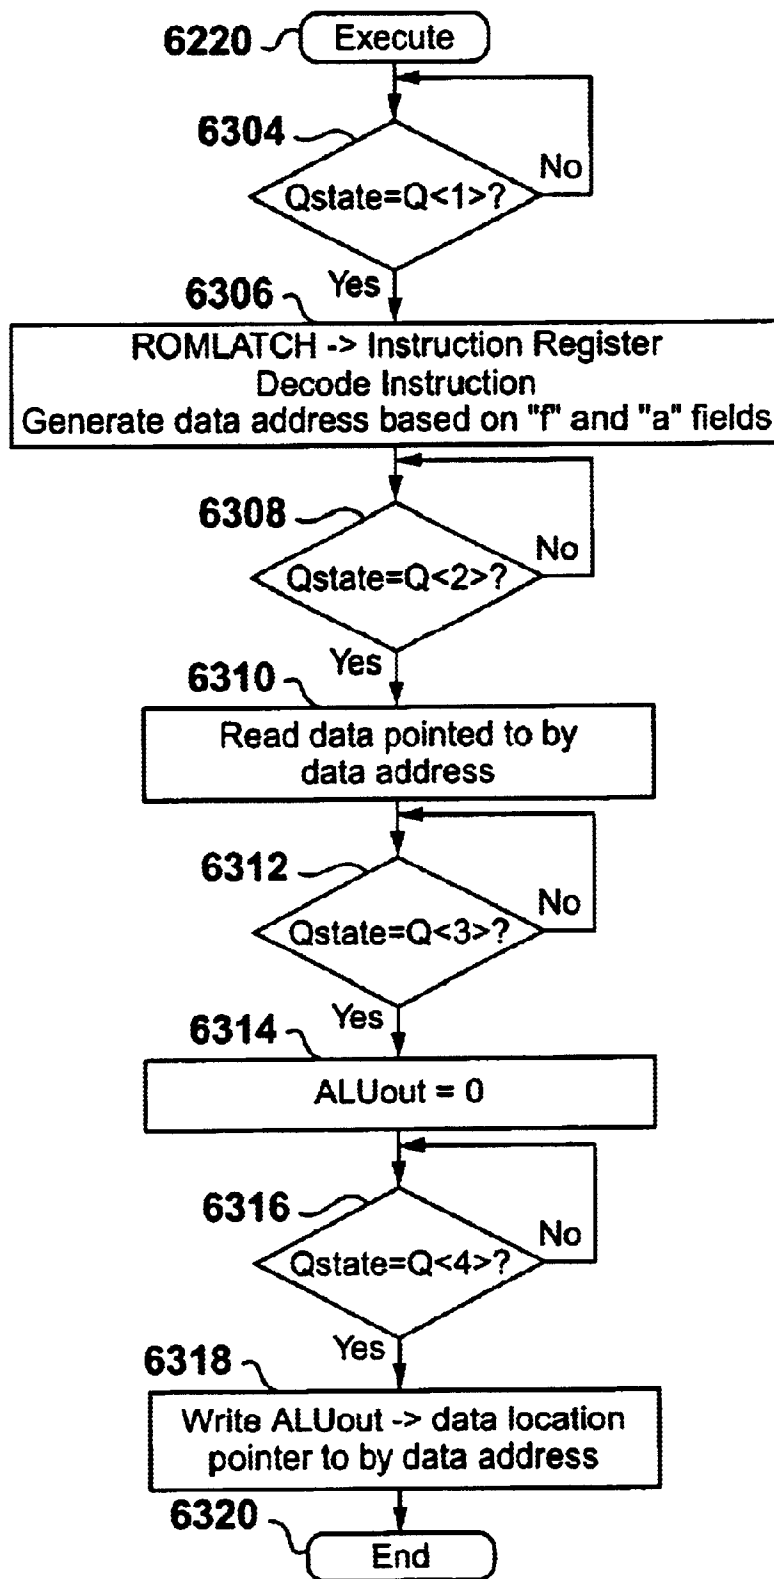 6220 Execute
6304
No
Qstate=Q<1>?
Yes
6306
ROMLATCH -> Instruction Register
Decode Instruction
Generate data address based on "f" and "a" fields
6308
No
Qstate=Q<2>?
Yes
6310
Read data pointed to by
data address
6312
No
Qstate=Q<3>?
Yes
6314
ALUout = 0
6316
No
Qstate=Q<4>?
Yes
6318
Write ALUout -> data location
pointer to by data address
6320
End